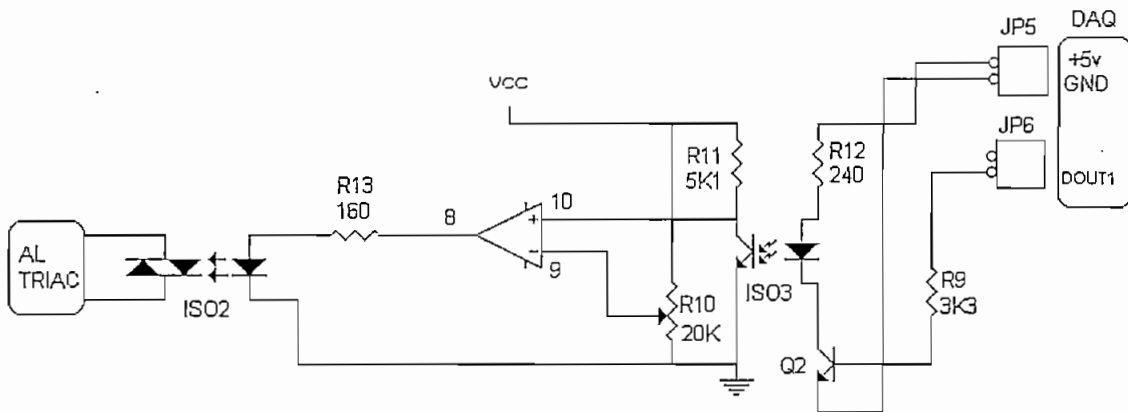 JP5
DAQ
+5v
GND
VCC
JP6
R11
5K1
R12
240
DOUT1
R13
160
8
10
+
-
9
AL
TRIAC
ISO2
R10
20K
ISO3
R9
3K3
Q2